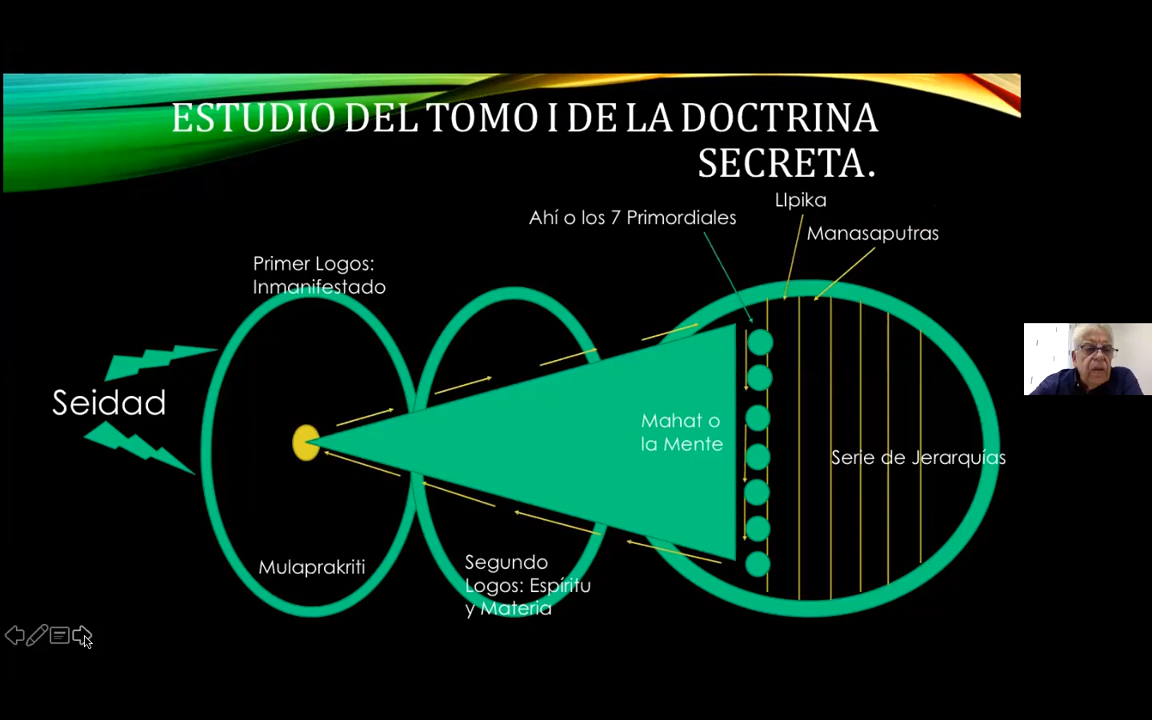 ESTUDIO DEL TOMO I DE LA DOCTRINA
SECRETA.
LIpika
Ahí o los 7 Primordiales
Manasaputras
Primer Logos:
Inmanifestado
Seidad
Mahat o
la Mente
Serie de Jerarquías
Mulaprakriti
Segundo
Logos: Espíritu
y Materia